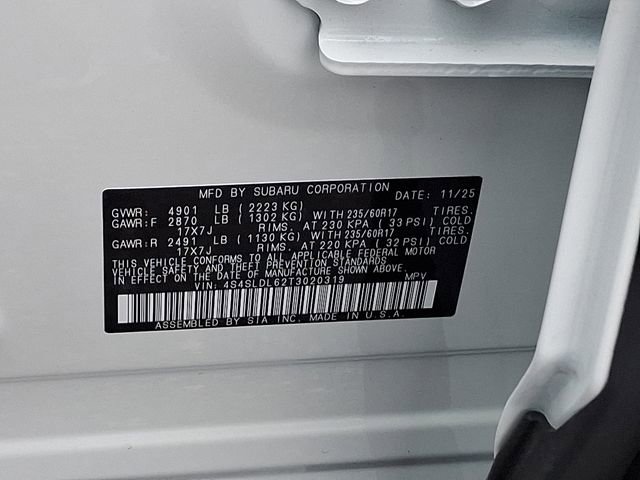 MFD BY SUBARU CORPORATION DATE: 11/25
GVWR: 4901 LB ( 2223 KG)
GAWR:F 2870 LB ( 1302 KG) WITH 235/60R17 TIRES.
17X7J RIMS. AT 230 KPA ( 33 PSI) COLD
GAWR:R 2491 LB ( 1130 KG) WITH 235/60R17 TIRES.
17X7J RIMS. AT 220 KPA ( 32 PSI) COLD
THIS VEHICLE CONFORMS TO ALL APPLICABLE FEDERAL MOTOR
VEHICLE SAFETY AND THEFT PREVENTION STANDARDS
IN EFFECT ON THE DATE OF MANUFACTURE SHOWN ABOVE.
VIN: 4S4SLDL62T3020319 MPV
ASSEMBLED BY SIA INC. MADE IN U.S.A.